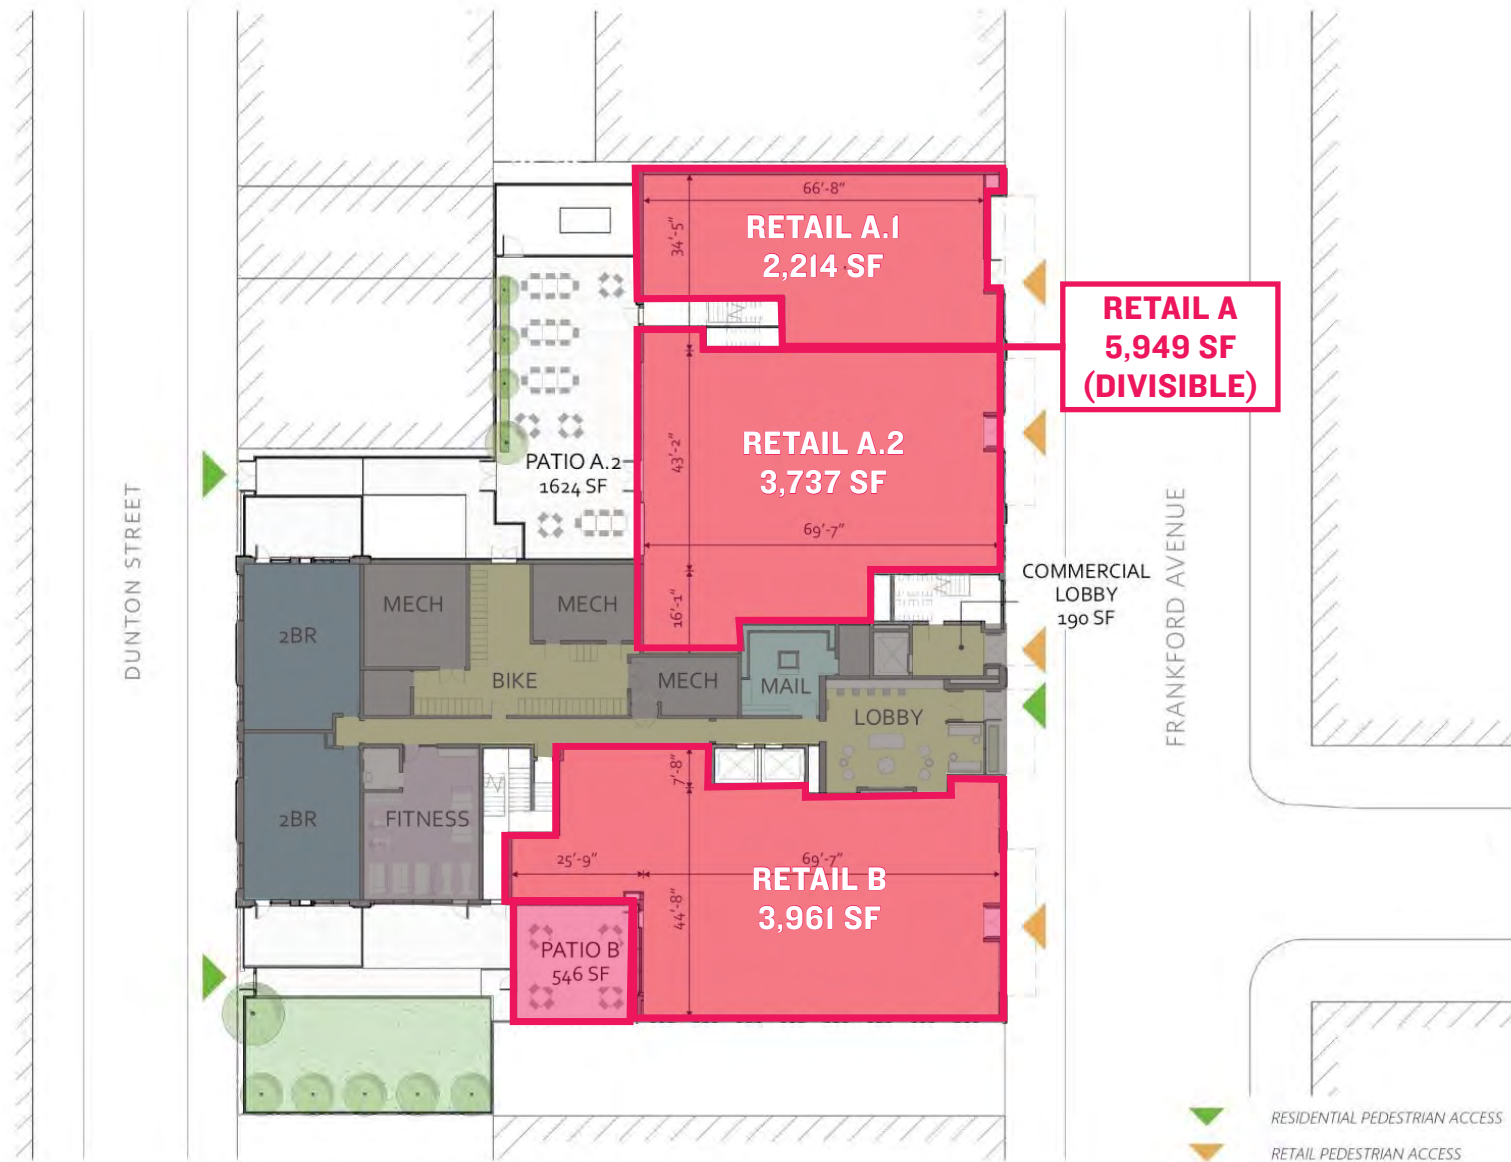 66'-8"
34'-5"
RETAIL A.1
2,214 SF
RETAIL A
5,949 SF
(DIVISIBLE)
RETAIL A.2
3,737 SF
43'-2"
69'-7"
16'-1"
PATIO A.2
1624 SF
DUNTON STREET
FRANKFORD AVENUE
COMMERCIAL
LOBBY
190 SF
2BR
MECH
MECH
BIKE
MECH
MAIL
LOBBY
2BR
FITNESS
7'-8"
25'-9"
69'-7"
44'-8"
RETAIL B
3,961 SF
PATIO B
546 SF
RESIDENTIAL PEDESTRIAN ACCESS
RETAIL PEDESTRIAN ACCESS